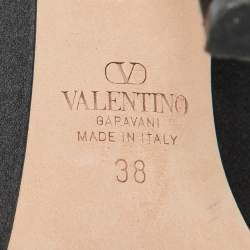 VALENTINO
GARAVANI
MADE IN ITALY
38